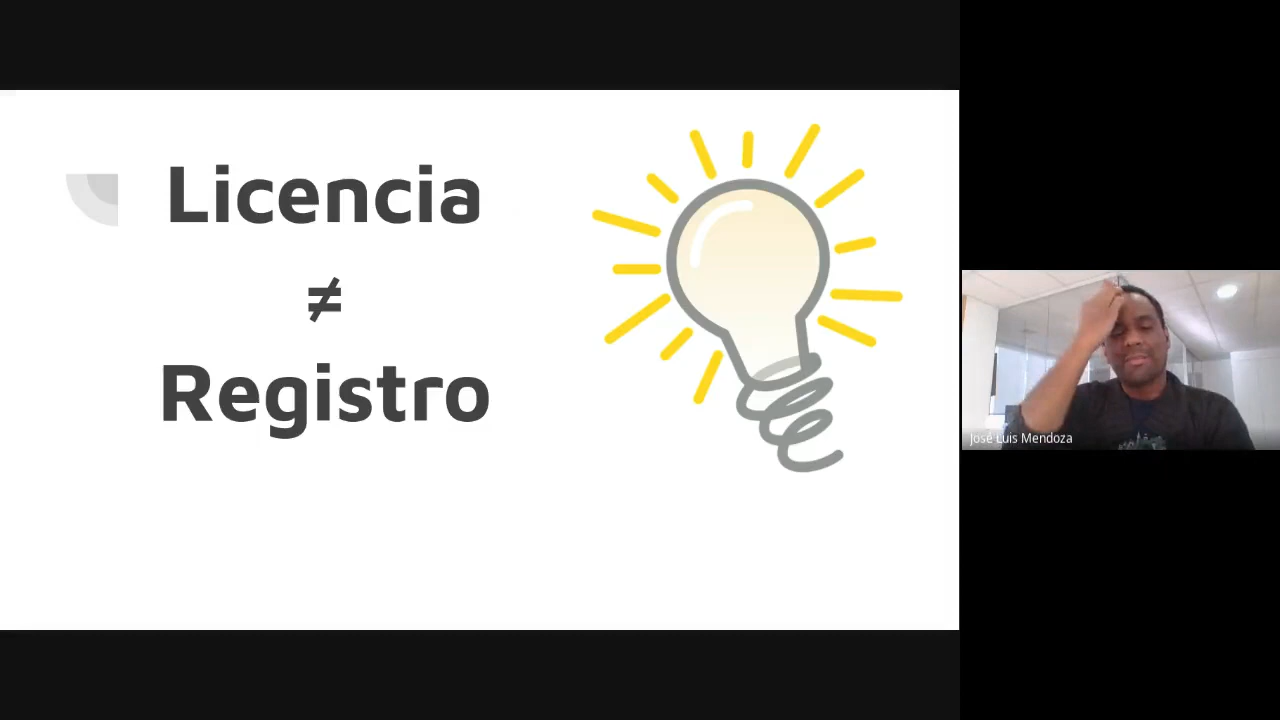 Licencia
≠
Registro
José Luis Mendoza